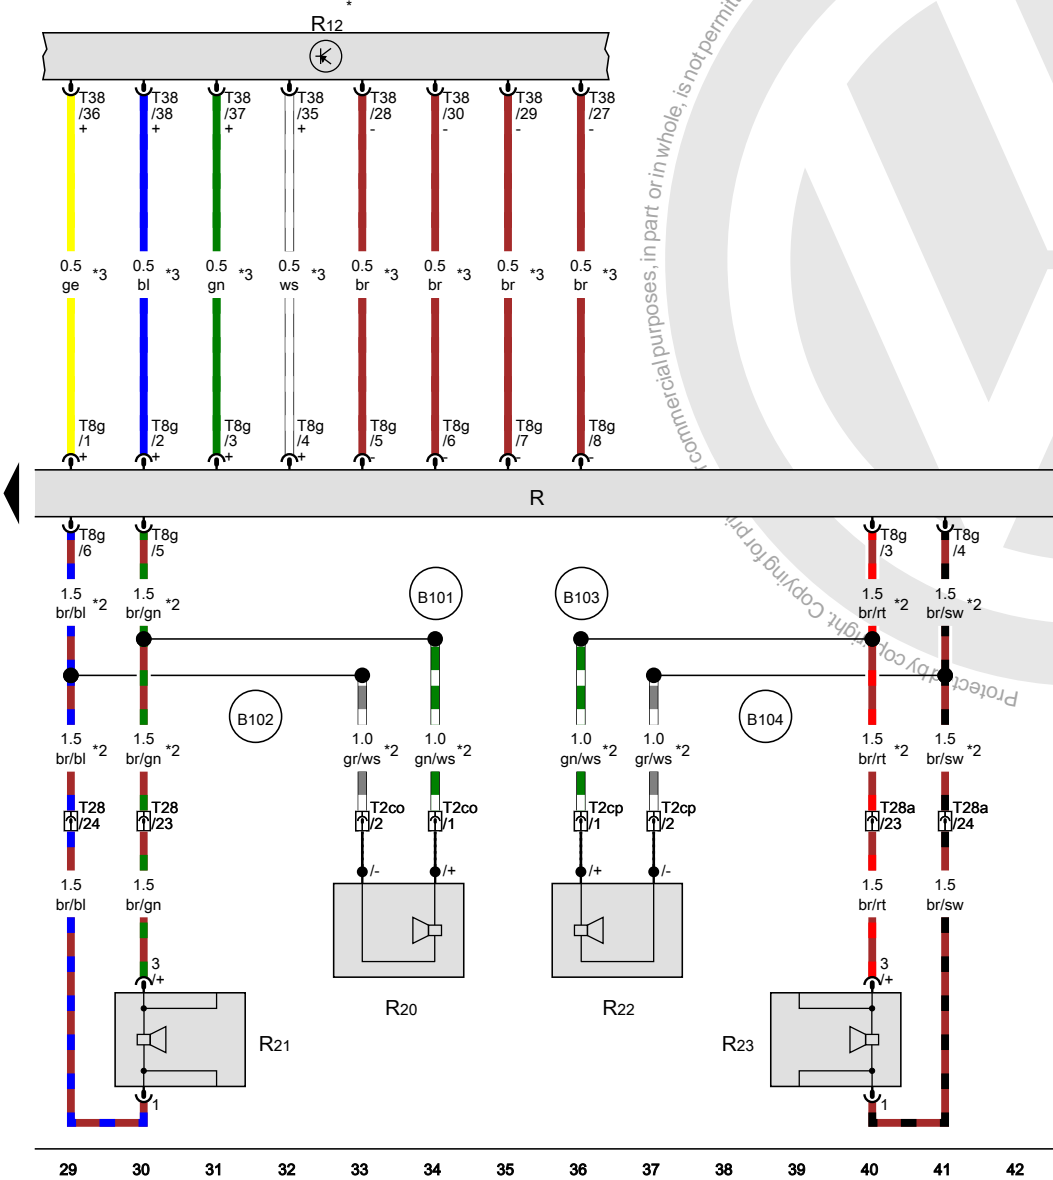 *
R12
T38 T38 T38 T38 T38 T38 T38 T38
/36 /38 /37 /35 /28 /30 /29 /27
+ + + + - - - -
0.5 0.5 0.5 0.5 0.5 0.5 0.5 0.5
*3 *3 *3 *3 *3 *3 *3 *3
ge bl gn ws br br br br
T8g T8g T8g T8g T8g T8g T8g T8g
/1 /2 /3 /4 /5 /6 /7 /8
+ + + + - - - -
R
T8g T8g T8g T8g
/6 /5 /3 /4
1.5 1.5 B101 B103 1.5 1.5
br/bl *2 br/gn *2 br/rt *2 br/sw *2
B102 B104
1.5 1.5 1.0 1.0 1.0 1.0 1.5 1.5
br/bl *2 br/gn *2 gr/ws *2 gn/ws *2 gn/ws *2 gr/ws *2 br/rt *2 br/sw *2
T28 T28 T2co T2co T2cp T2cp T28a T28a
/24 /23 /2 /1 /1 /2 /23 /24
/- /+ /+ /-
1.5 1.5 1.5 1.5
br/bl br/gn br/rt br/sw
3 3
/+ /+
R20 R22
R21 R23
1 1
29 30 31 32 33 34 35 36 37 38 39 40 41 42
commercial purposes, in part or in whole, is not permitte
Protected by copyright. Copying for pri